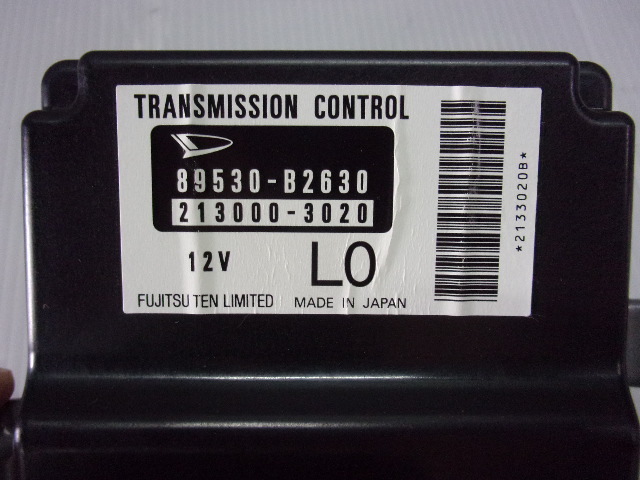 TRANSMISSION CONTROL
89530-B2630
213000-3020
12V LO
FUJITSU TEN LIMITED MADE IN JAPAN
*2133020B*